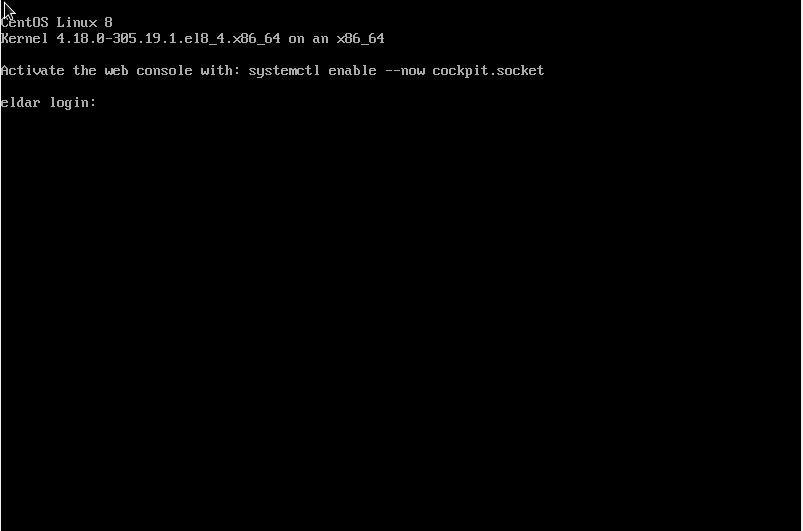 CentOS Linux 8
Kernel 4.18.0-305.19.1.el8_4.x86_64 on an x86_64
Activate the web console with: systemctl enable --now cockpit.socket
eldar login: